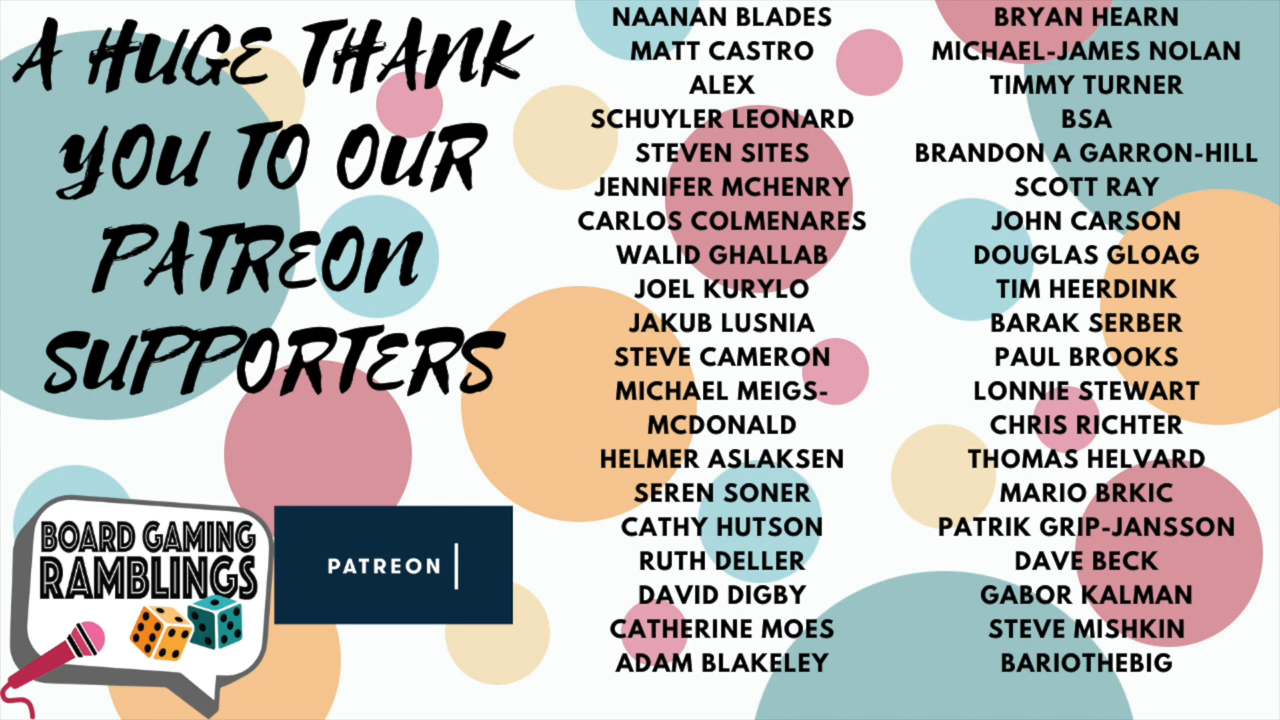 A HUGE THANK
YOU TO OUR
PATREON
SUPPORTERS
BOARD GAMING
RAMBLINGS
PATREON
NAANAN BLADES
MATT CASTRO
ALEX
SCHUYLER LEONARD
STEVEN SITES
JENNIFER MCHENRY
CARLOS COLMENARES
WALID GHALLAB
JOEL KURYLO
JAKUB LUSNIA
STEVE CAMERON
MICHAEL MEIGS-
MCDONALD
HELMER ASLAKSEN
SEREN SONER
CATHY HUTSON
RUTH DELLER
DAVID DIGBY
CATHERINE MOES
ADAM BLAKELEY
BRYAN HEARN
MICHAEL-JAMES NOLAN
TIMMY TURNER
BSA
BRANDON A GARRON-HILL
SCOTT RAY
JOHN CARSON
DOUGLAS GLOAG
TIM HEERDINK
BARAK SERBER
PAUL BROOKS
LONNIE STEWART
CHRIS RICHTER
THOMAS HELVARD
MARIO BRKIC
PATRIK GRIP-JANSSON
DAVE BECK
GABOR KALMAN
STEVE MISHKIN
BARIOTHEBIG